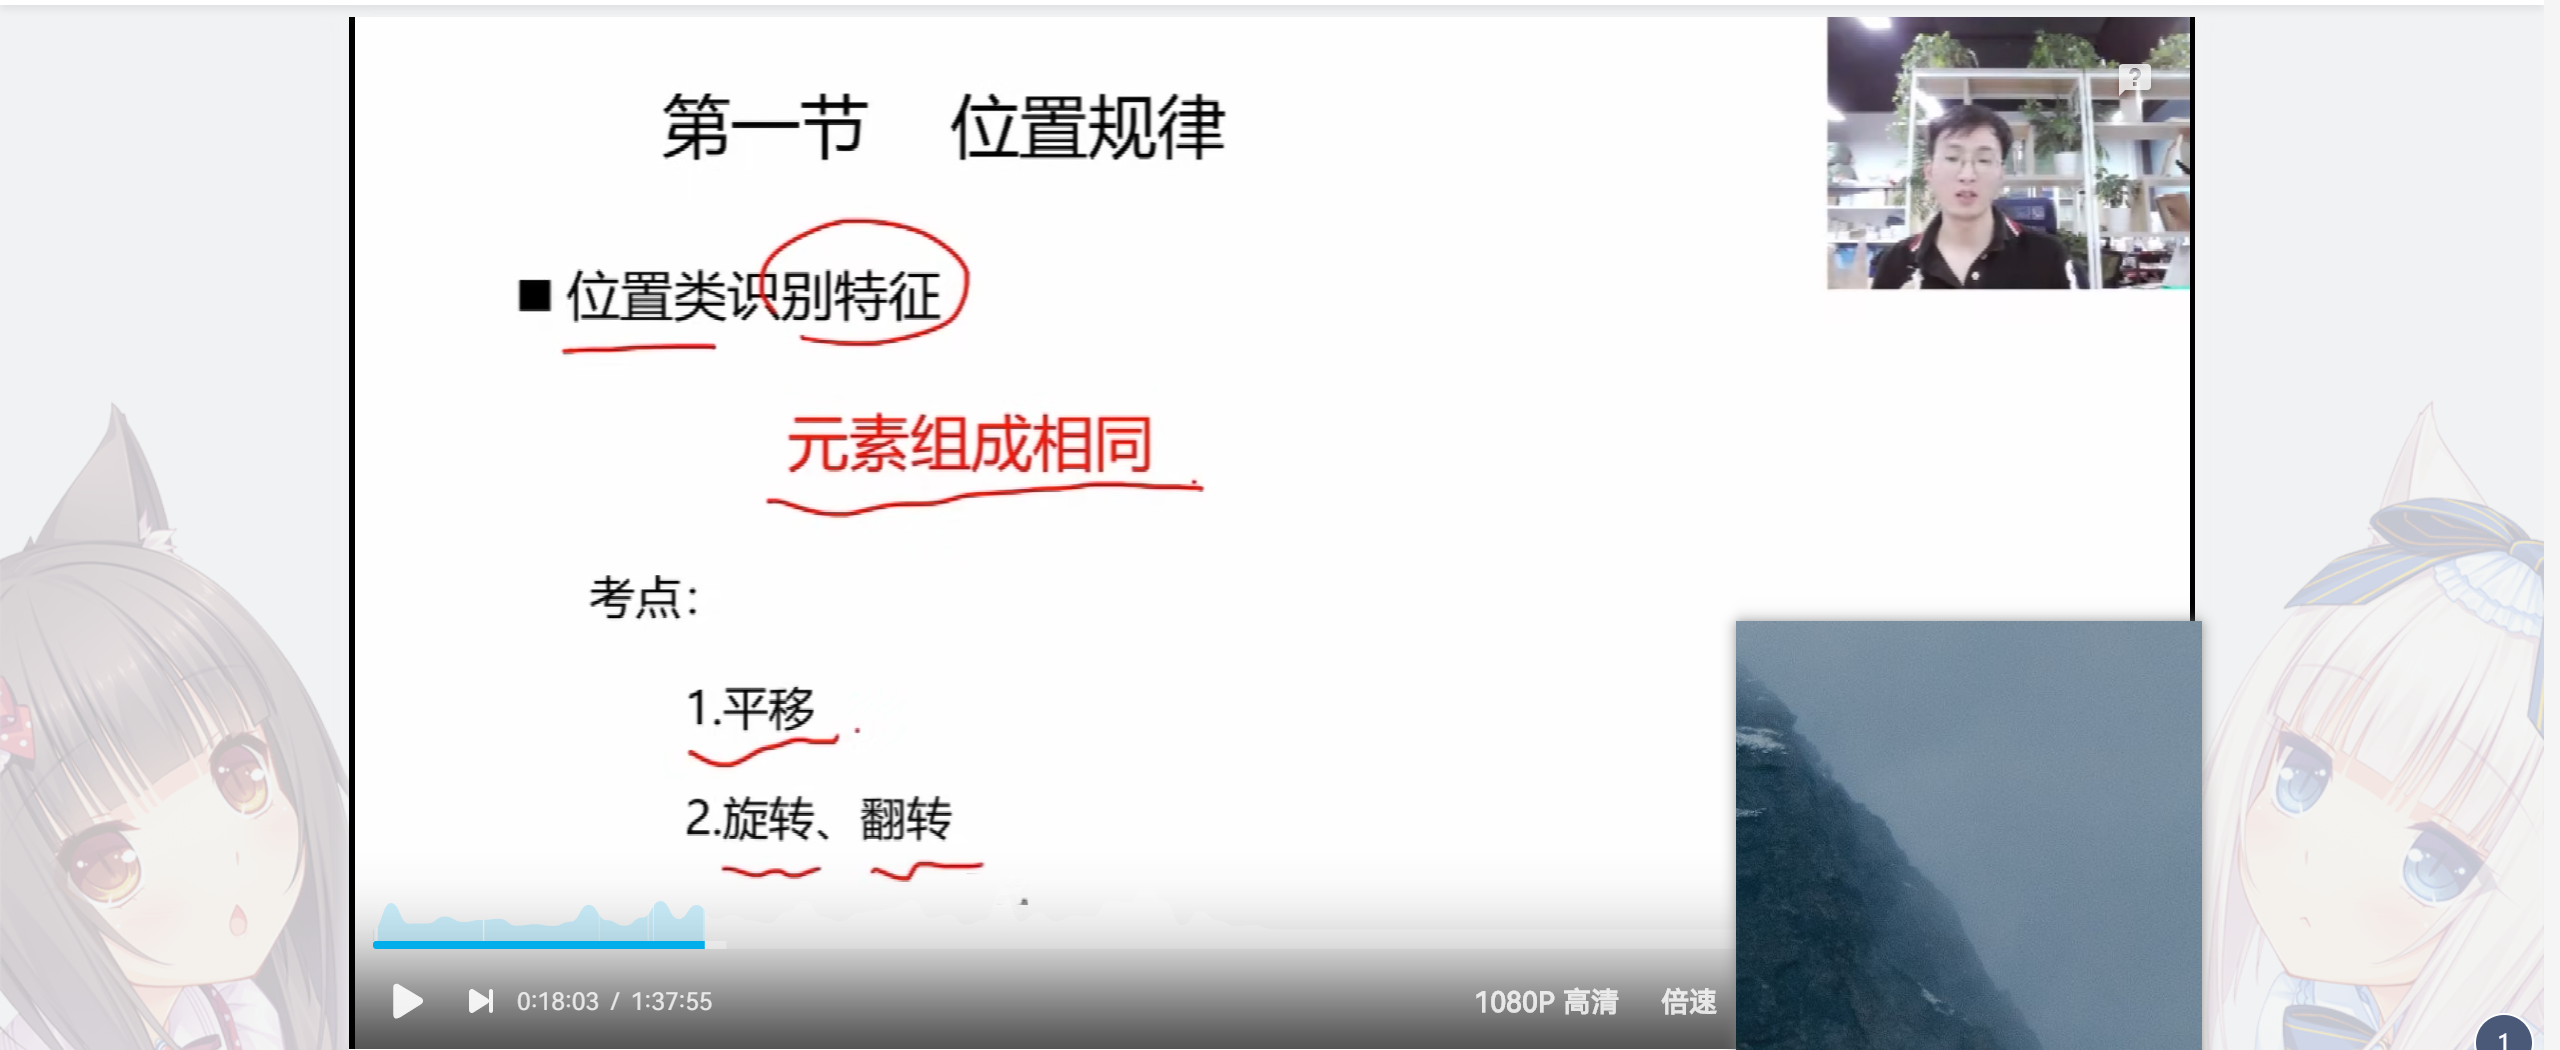 第一节 位置规律
■ 位置类识别特征
元素组成相同
考点：
1.平移
2.旋转、翻转
0:18:03 / 1:37:55
1080P 高清
倍速
1